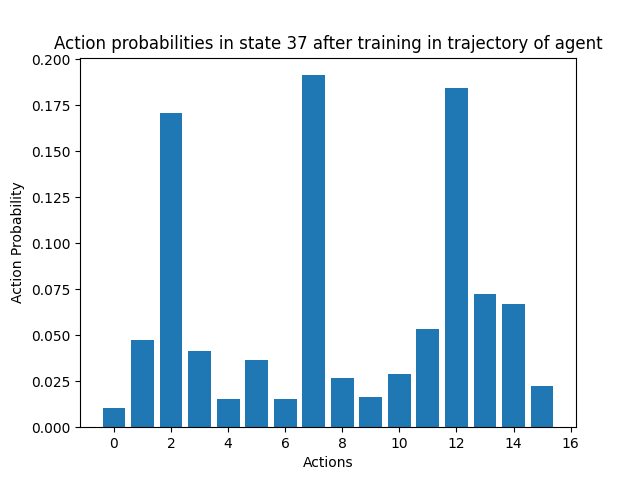 Action probabilities in state 37 after training in trajectory of agent
0.200
0.175
0.150
0.125
0.100
0.075
0.050
0.025
0.000
Action Probability
0 2 4 6 8 10 12 14 16
Actions